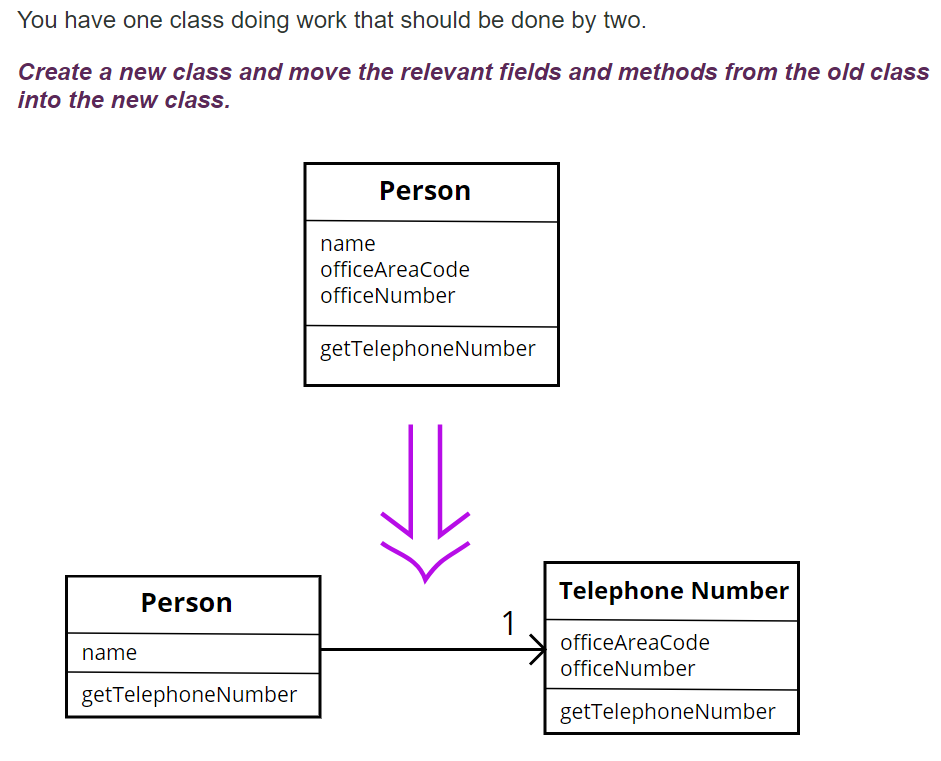 You have one class doing work that should be done by two.
Create a new class and move the relevant fields and methods from the old class
into the new class.
Person
name
officeAreaCode
officeNumber
getTelephoneNumber
Person
name
getTelephoneNumber
1
Telephone Number
officeAreaCode
officeNumber
getTelephoneNumber